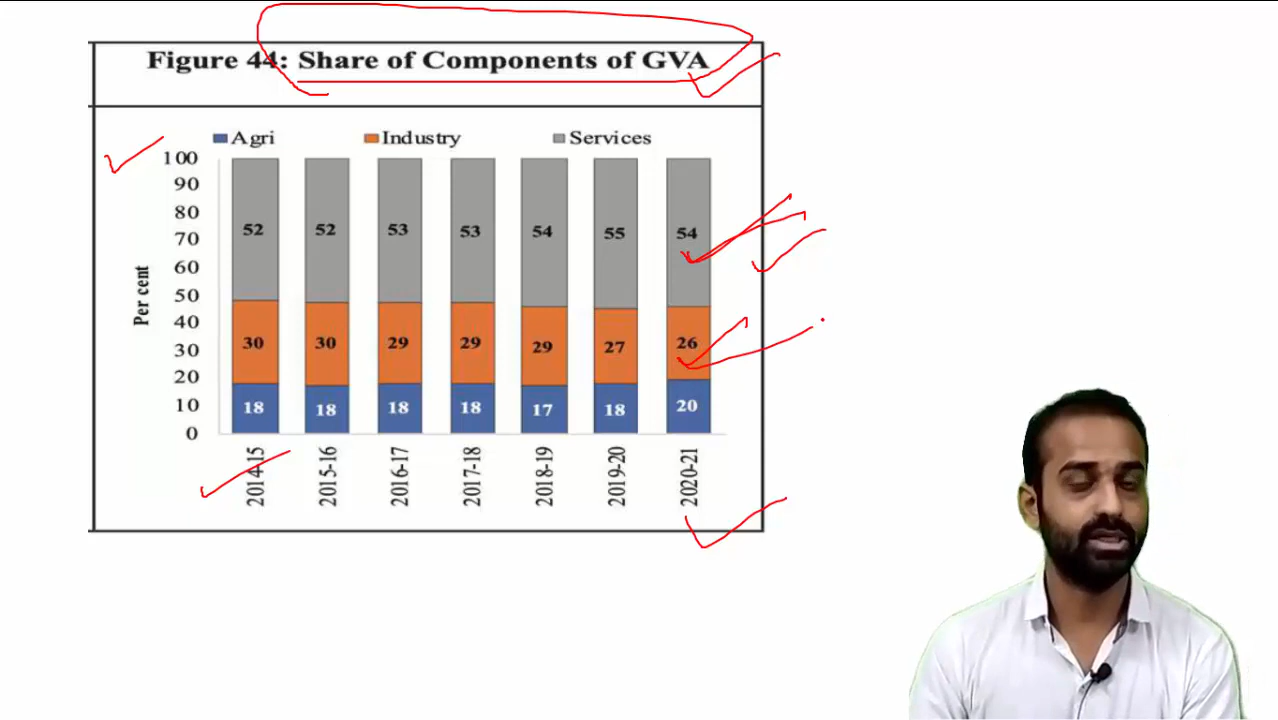 Figure 44: Share of Components of GVA
Agri Industry Services
100
90
80
70
60
50
40
30
20
10
0
Per cent
52 52 53 53 54 55 54
30 30 29 29 29 27 26
18 18 18 18 17 18 20
2014-15 2015-16 2016-17 2017-18 2018-19 2019-20 2020-21